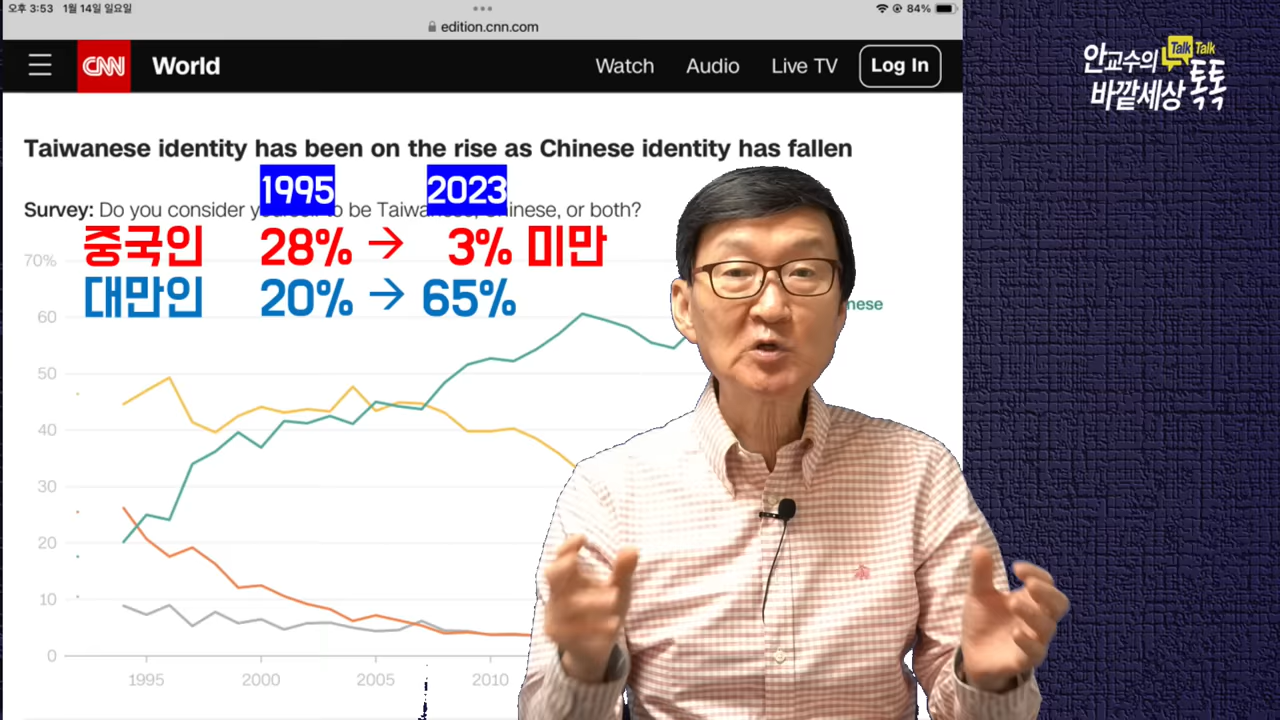 오후 3:53 1월 14일 일요일
84%
edition.cnn.com
CNN World Watch Audio Live TV Log In
안교수의 Talk Talk
바깥세상 톡톡
Taiwanese identity has been on the rise as Chinese identity has fallen
1995 2023
Survey: Do you consider to be Chinese, or both?
중국인 28% → 3% 미만
대만인 20% → 65%
70%
60
50
40
30
20
10
0
1995 2000 2005 2010